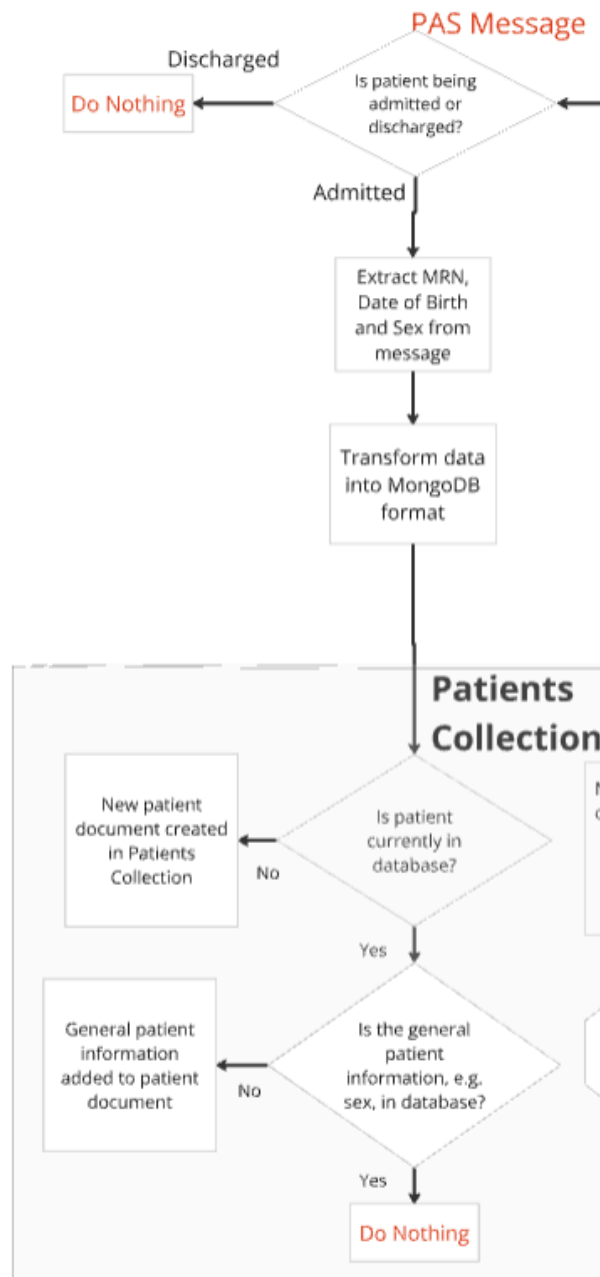 PAS Message
Discharged
Do Nothing
Is patient being
admitted or
discharged?
Admitted
Extract MRN,
Date of Birth
and Sex from
message
Transform data
into MongoDB
format
Patients
Collection
New patient
document created
in Patients
Collection
No
Is patient
currently in
database?
Yes
General patient
information
added to patient
document
No
Is the general
patient
information, e.g.
sex, in database?
Yes
Do Nothing